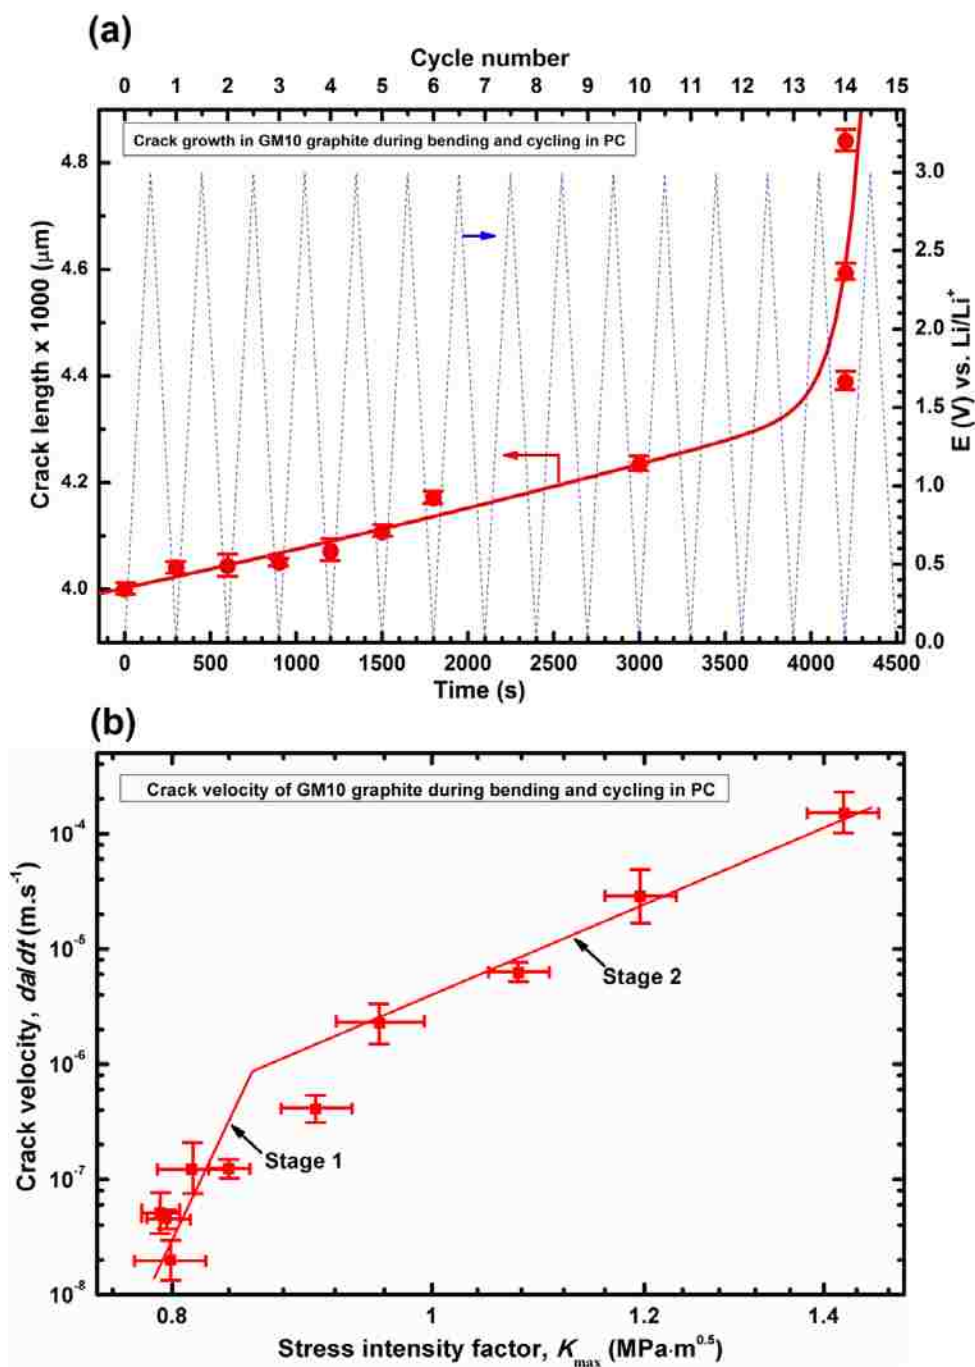 (a)
Cycle number
0 1 2 3 4 5 6 7 8 9 10 11 12 13 14 15
Crack growth in GM10 graphite during bending and cycling in PC
Crack length x 1000 (μm)
4.8
4.6
4.4
4.2
4.0
3.0
2.5
2.0
1.5
1.0
0.5
0.0
E (V) vs. Li/Li⁺
0 500 1000 1500 2000 2500 3000 3500 4000 4500
Time (s)
(b)
Crack velocity of GM10 graphite during bending and cycling in PC
Crack velocity, da/dt (m.s⁻¹)
10⁻⁴
10⁻⁵
10⁻⁶
10⁻⁷
10⁻⁸
Stage 2
Stage 1
0.8 1 1.2 1.4
Stress intensity factor, Kmax (MPa·m⁰·⁵)